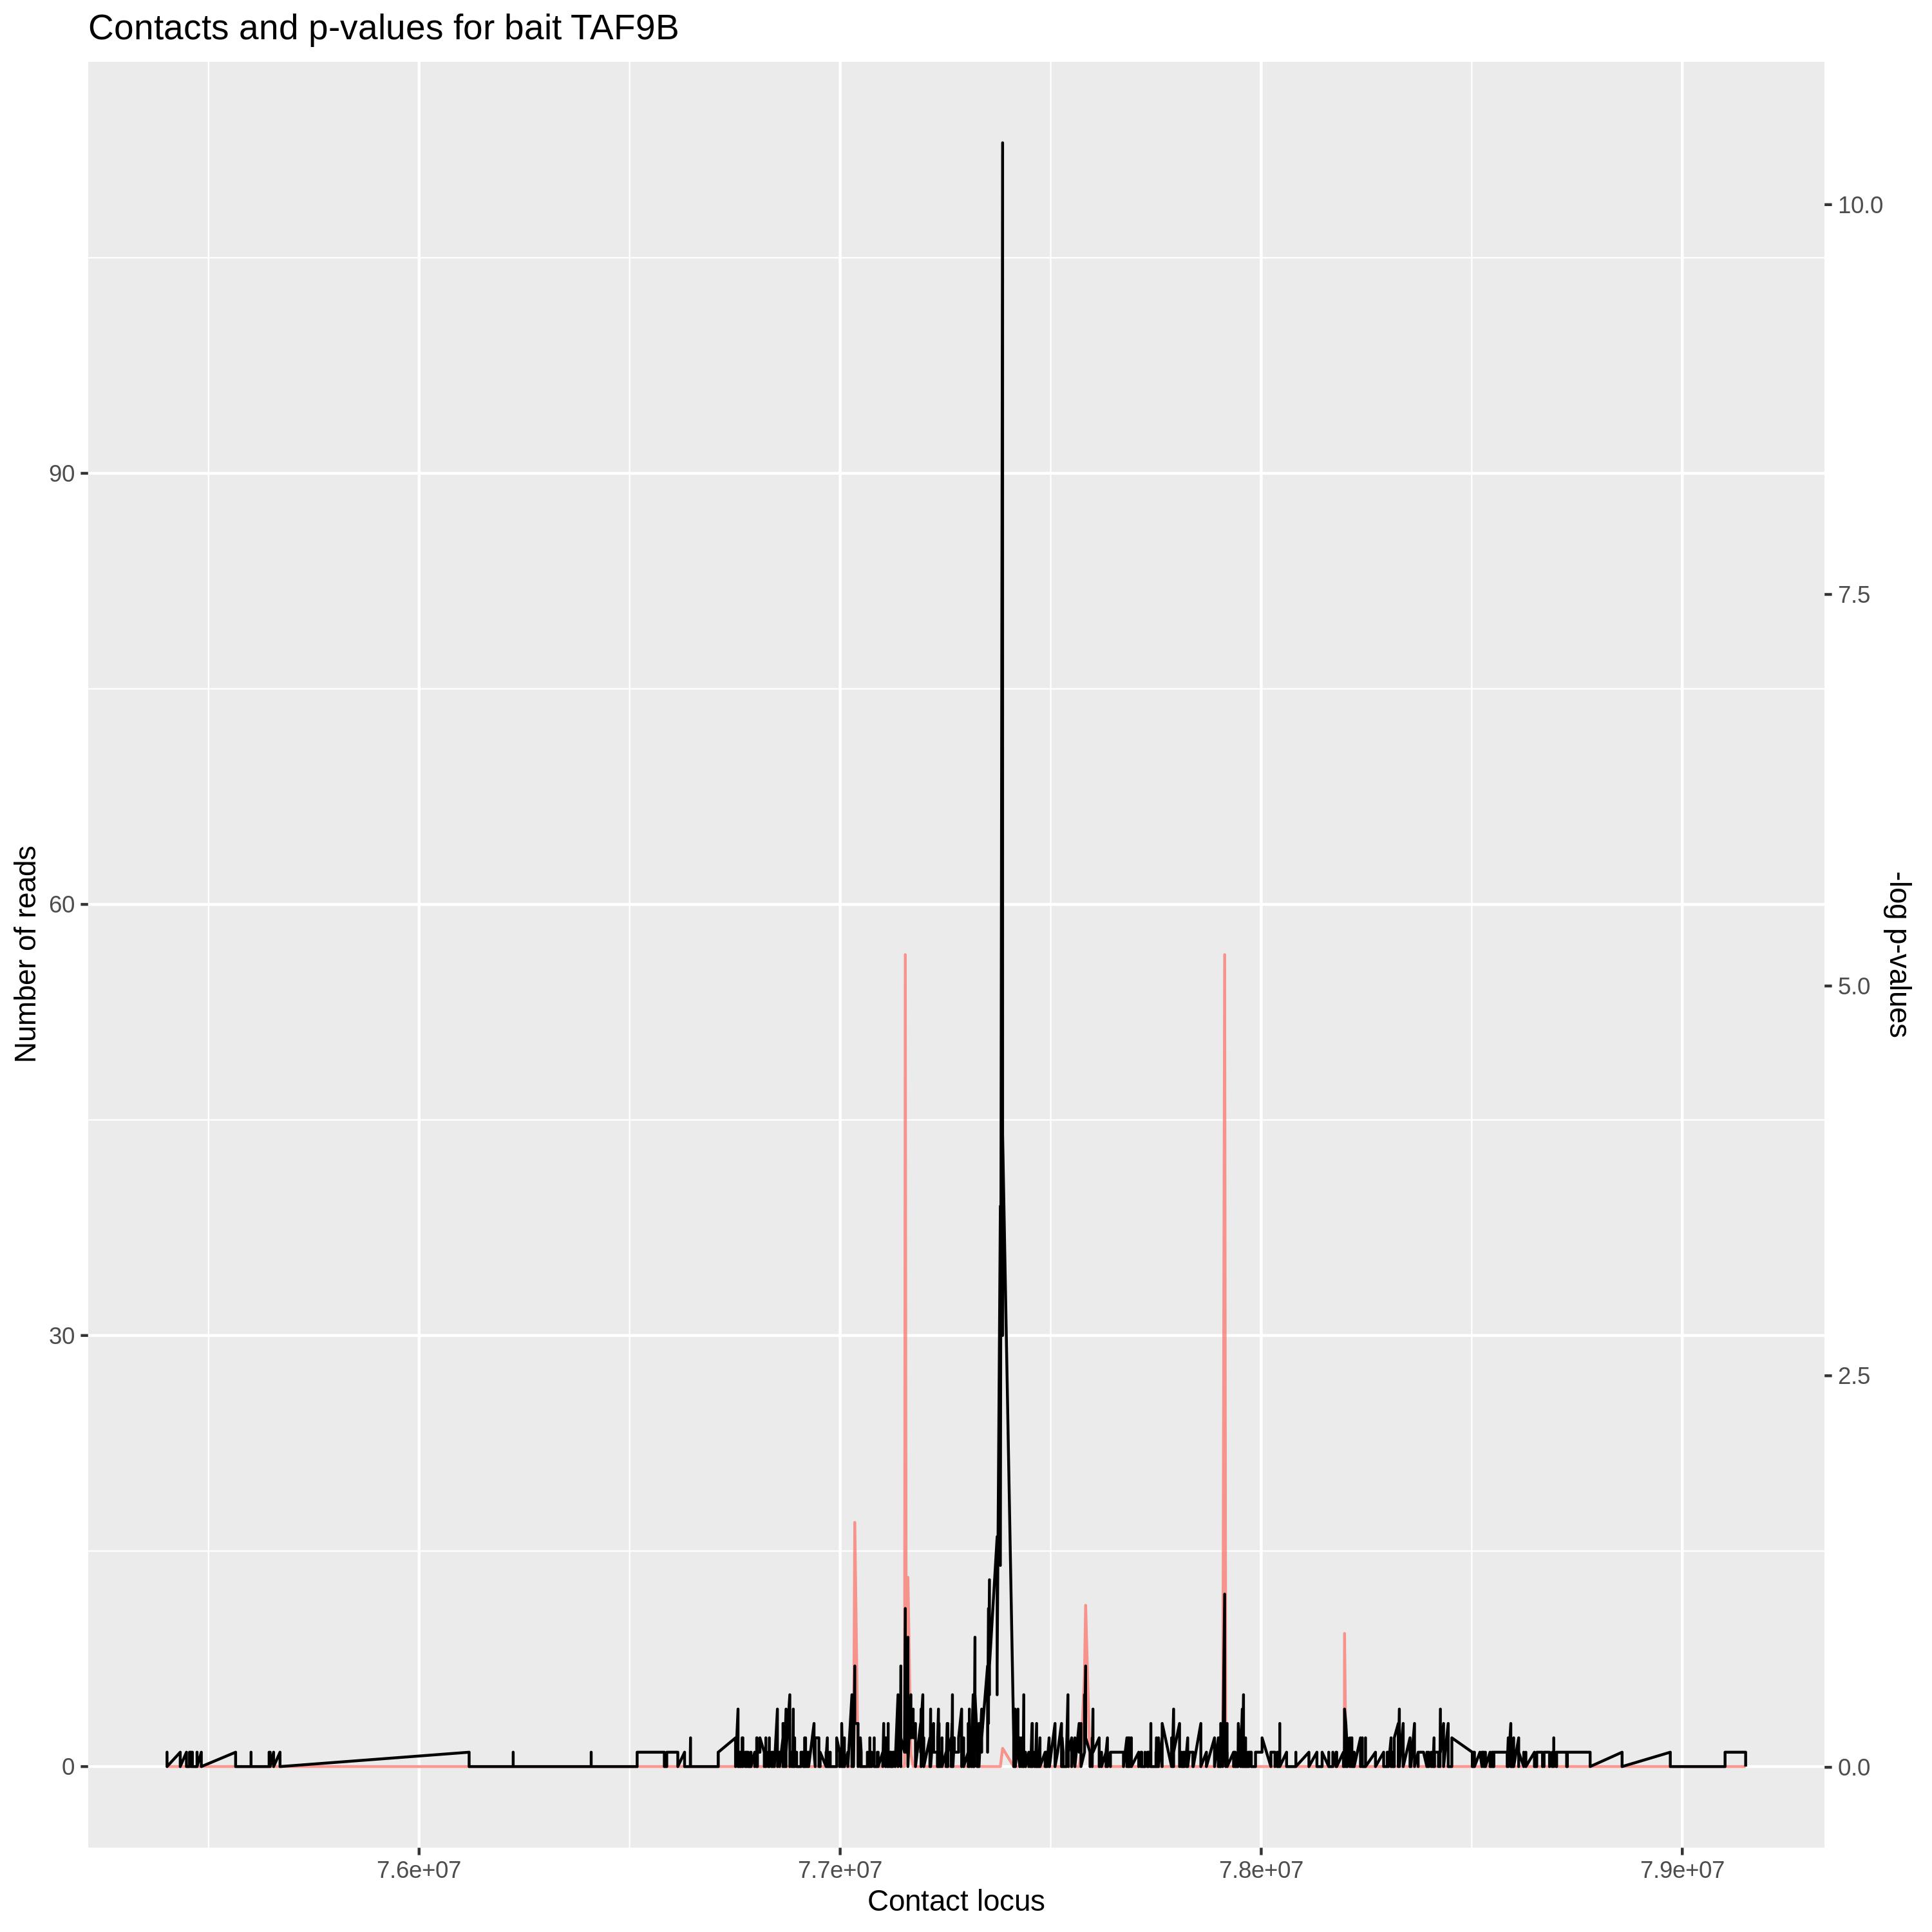 Contacts and p-values for bait TAF9B
Number of reads
90
60
30
0
10.0
7.5
5.0
2.5
0.0
-log p-values
7.6e+07
7.7e+07
7.8e+07
7.9e+07
Contact locus